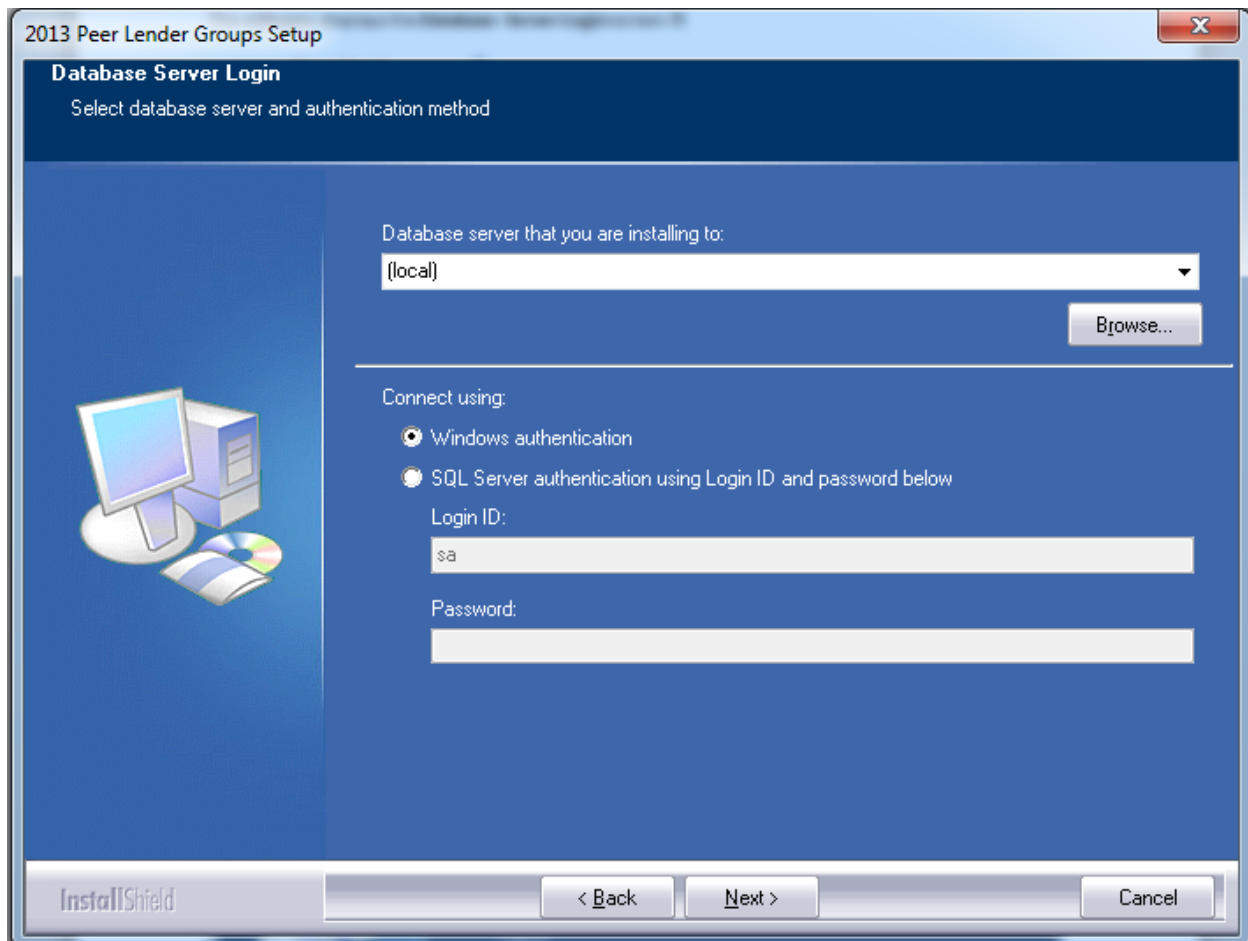 2013 Peer Lender Groups Setup
Database Server Login
Select database server and authentication method
Database server that you are installing to:
(local)
Browse...
Connect using:
Windows authentication
SQL Server authentication using Login ID and password below
Login ID:
sa
Password:
InstallShield
< Back
Next >
Cancel